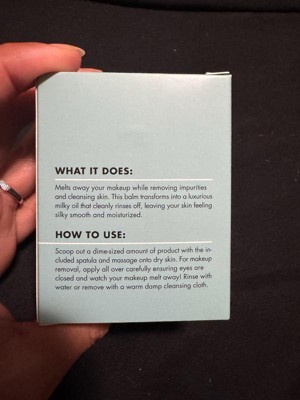 WHAT IT DOES:
Melts away your makeup while removing impurities
and cleansing skin. This balm transforms into a luxurious
milky oil that cleanly rinses off, leaving your skin feeling
silky smooth and moisturized.
HOW TO USE:
Scoop out a dime-sized amount of product with the in-
cluded spatula and massage onto dry skin. For makeup
removal, apply all over carefully ensuring eyes are
closed and watch your makeup melt away! Rinse with
water or remove with a warm damp cleansing cloth.